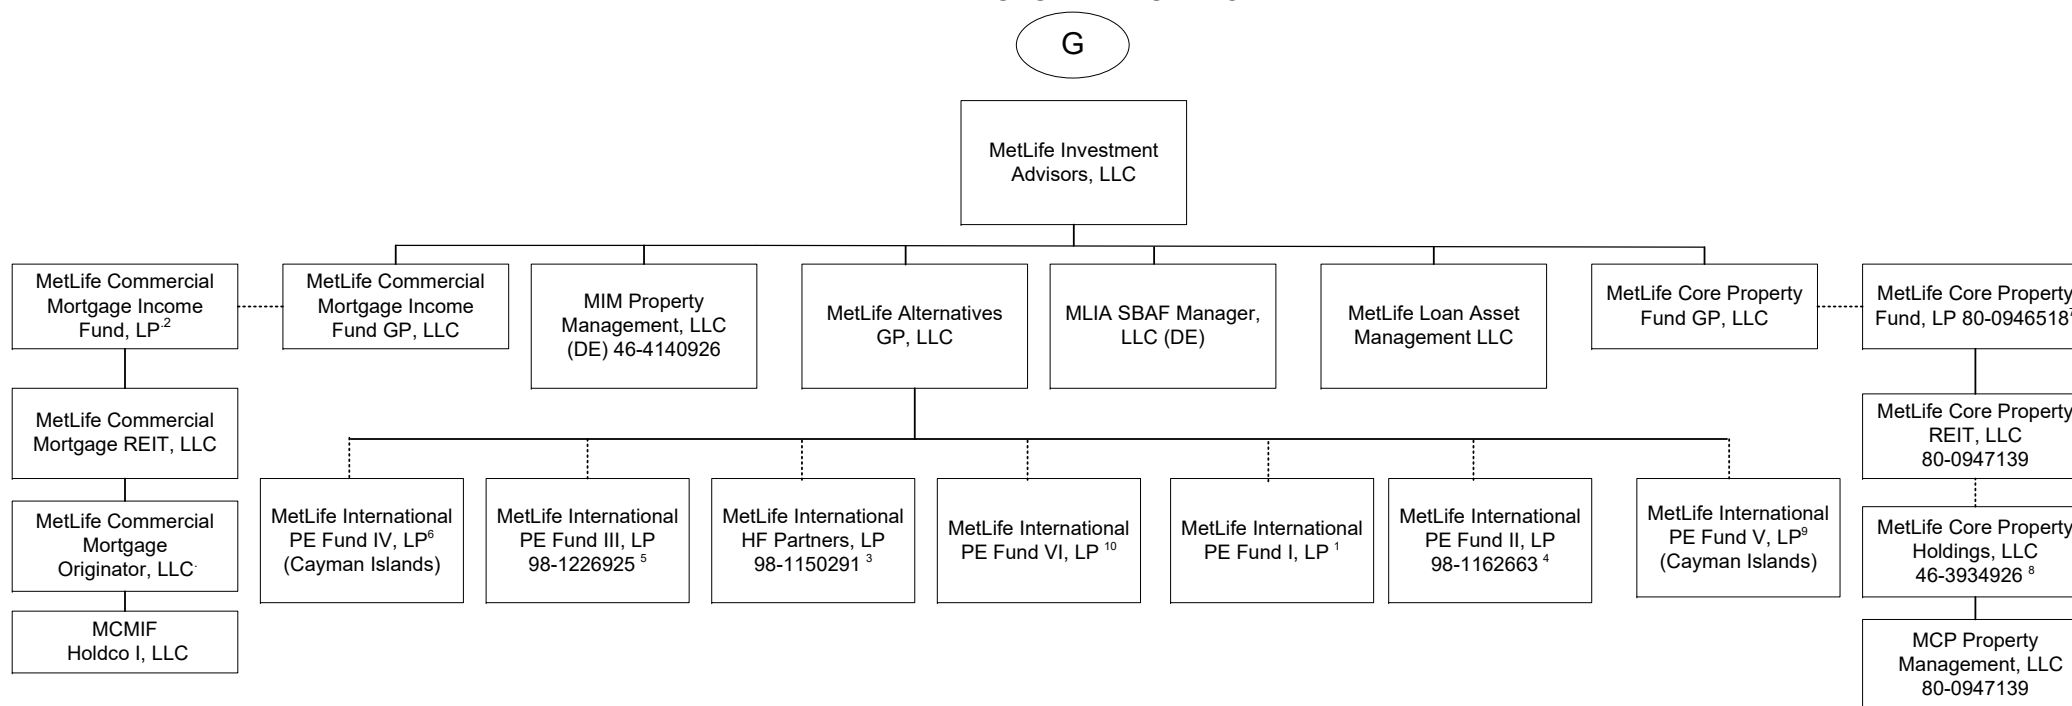 G
MetLife Investment
Advisors, LLC
MetLife Commercial
Mortgage Income
Fund, LP.2
MetLife Commercial
Mortgage Income
Fund GP, LLC
MIM Property
Management, LLC
(DE) 46-4140926
MetLife Alternatives
GP, LLC
MLIA SBAF Manager,
LLC (DE)
MetLife Loan Asset
Management LLC
MetLife Core Property
Fund GP, LLC
MetLife Core Property
Fund, LP 80-0946518
MetLife Commercial
Mortgage REIT, LLC
MetLife Core Property
REIT, LLC
80-0947139
MetLife Commercial
Mortgage
Originator, LLC.
MetLife International
PE Fund IV, LP6
(Cayman Islands)
MetLife International
PE Fund III, LP
98-1226925 5
MetLife International
HF Partners, LP
98-1150291 3
MetLife International
PE Fund VI, LP 10
MetLife International
PE Fund I, LP 1
MetLife International
PE Fund II, LP
98-1162663 4
MetLife International
PE Fund V, LP9
(Cayman Islands)
MetLife Core Property
Holdings, LLC
46-3934926 8
MCMIF
Holdco I, LLC
MCP Property
Management, LLC
80-0947139